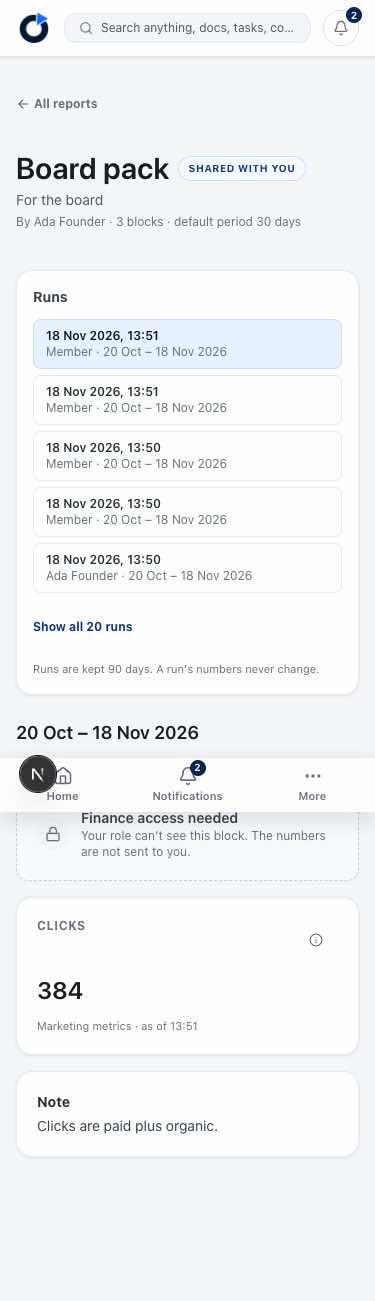 Search anything, docs, tasks, co...
2
← All reports
Board pack
SHARED WITH YOU
For the board
By Ada Founder · 3 blocks · default period 30 days
Runs
18 Nov 2026, 13:51
Member · 20 Oct – 18 Nov 2026
18 Nov 2026, 13:51
Member · 20 Oct – 18 Nov 2026
18 Nov 2026, 13:50
Member · 20 Oct – 18 Nov 2026
18 Nov 2026, 13:50
Member · 20 Oct – 18 Nov 2026
18 Nov 2026, 13:50
Ada Founder · 20 Oct – 18 Nov 2026
Show all 20 runs
Runs are kept 90 days. A run's numbers never change.
20 Oct – 18 Nov 2026
N
2
Home
Notifications
More
Finance access needed
Your role can't see this block. The numbers
are not sent to you.
CLICKS
384
Marketing metrics · as of 13:51
Note
Clicks are paid plus organic.